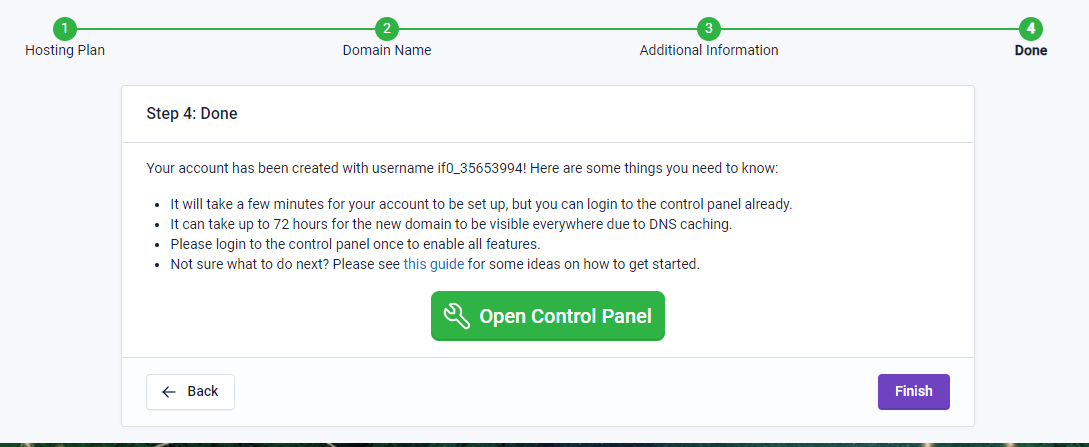 1 2 3 4
Hosting Plan Domain Name Additional Information Done
Step 4: Done
Your account has been created with username if0_35653994! Here are some things you need to know:
• It will take a few minutes for your account to be set up, but you can login to the control panel already.
• It can take up to 72 hours for the new domain to be visible everywhere due to DNS caching.
• Please login to the control panel once to enable all features.
• Not sure what to do next? Please see this guide for some ideas on how to get started.
Open Control Panel
← Back Finish